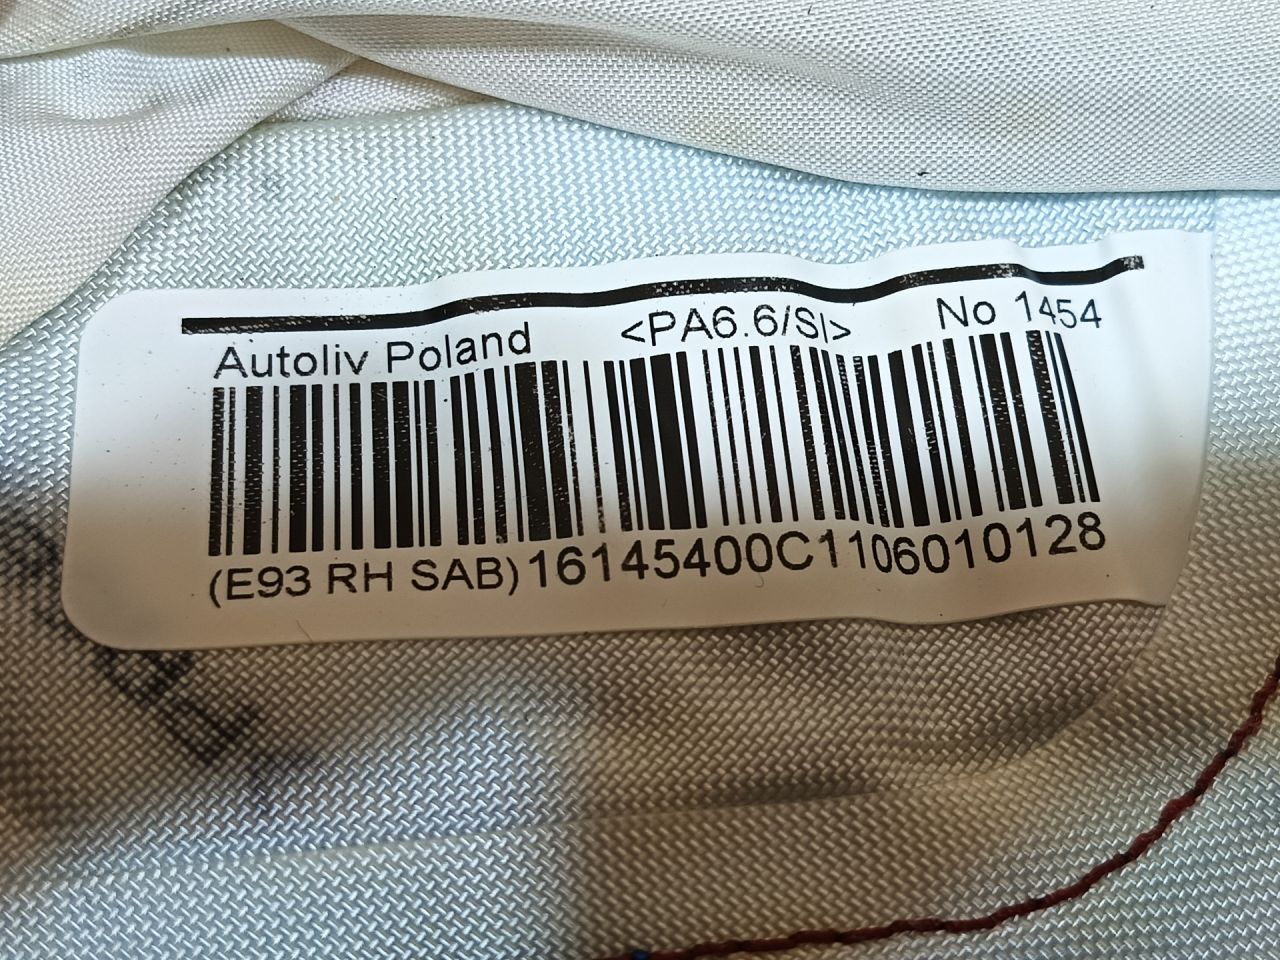 Autoliv Poland <PA6.6/SI> No 1454
(E93 RH SAB)16145400C1106010128